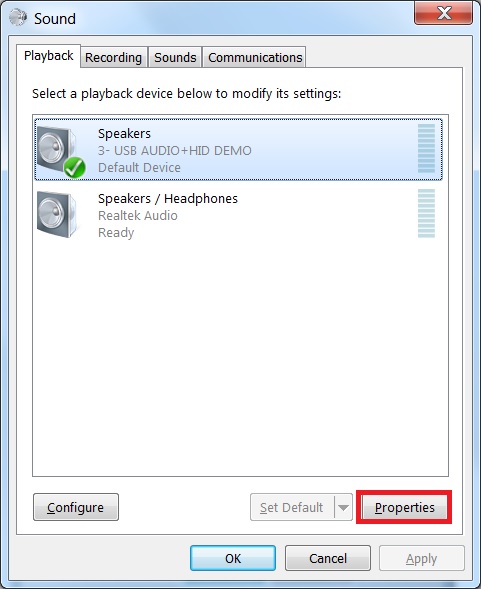 Sound
Playback Recording Sounds Communications
Select a playback device below to modify its settings:
Speakers
3- USB AUDIO+HID DEMO
Default Device
Speakers / Headphones
Realtek Audio
Ready
Configure Set Default Properties
OK Cancel Apply